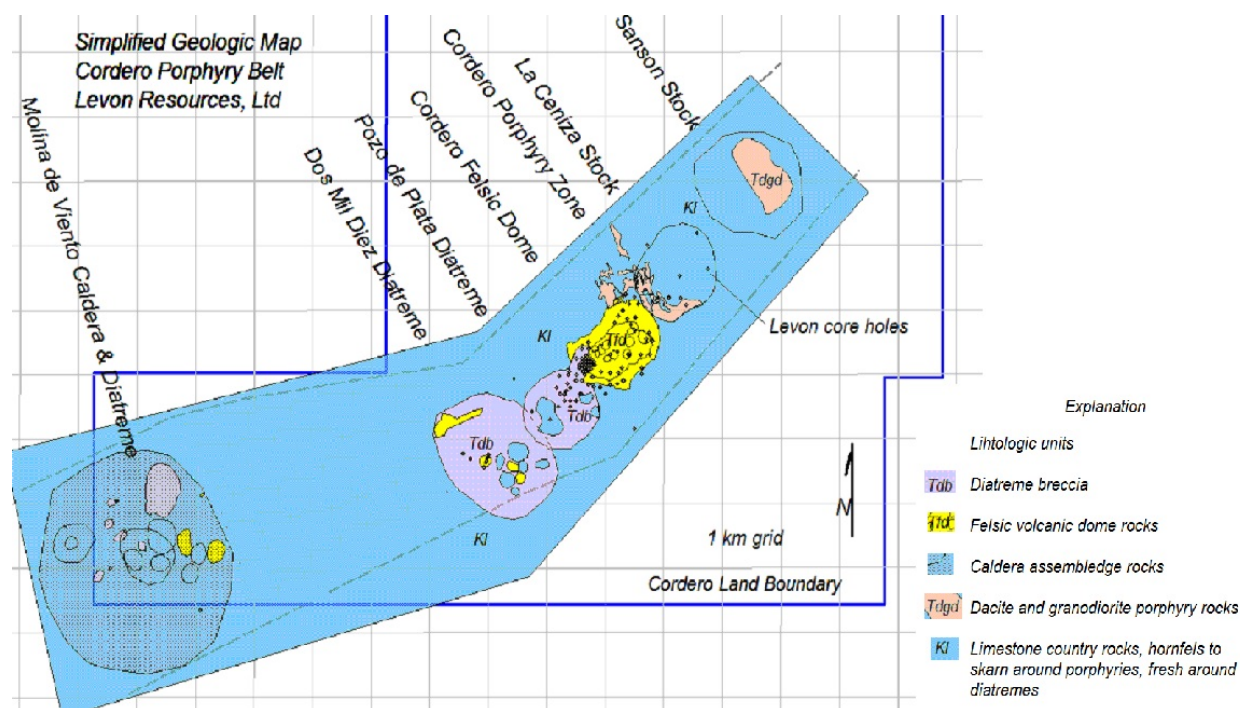 Simplified Geologic Map
Cordero Porphyry Belt
Levon Resources, Ltd
Molina de Viento Caldera & Diatreme
Dos Mil Diez Diatreme
Pozo de Plata Diatreme
Cordero Felsic Dome
Cordero Porphyry Zone
La Ceniza Stock
Sanson Stock
Tdgd
Kl
Levon core holes
Kl
Tfd
Tdb
Tdb
Kl
N
1 km grid
Cordero Land Boundary
Explanation
Lihtologic units
Tdb Diatreme breccia
Tfd Felsic volcanic dome rocks
Caldera assembledge rocks
Tdgd Dacite and granodiorite porphyry rocks
Kl Limestone country rocks, hornfels to
skarn around porphyries, fresh around
diatremes